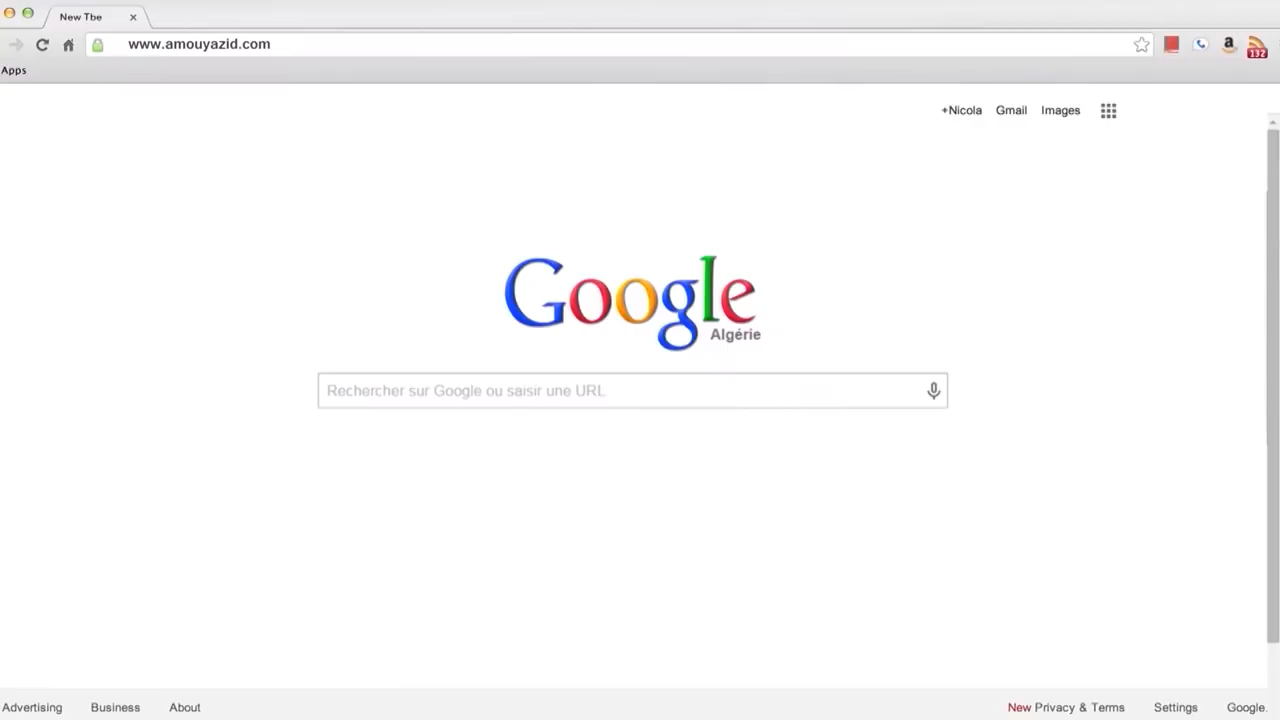 New Tbe
www.amouyazid.com
a
132
Apps
+Nicola Gmail Images
Google
Algérie
Rechercher sur Google ou saisir une URL
Advertising Business About New Privacy & Terms Settings Google.